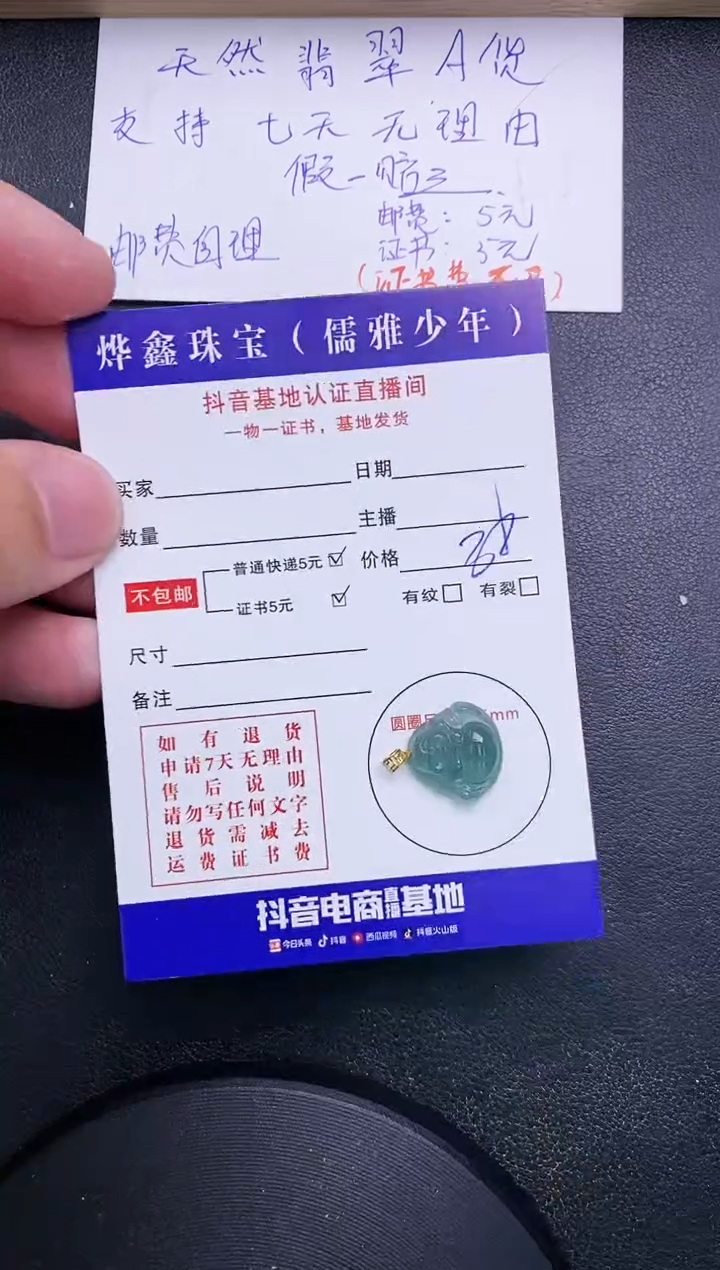 天然翡翠A货
支持七天无理由
假一赔三
邮费：5元
邮费自理
证书：5元
烨鑫珠宝（儒雅少年）
抖音基地认证直播间
一物一证书，基地发货
买家
日期
数量
主播
不包邮
普通快递5元
价格
证书5元
有纹
有裂
尺寸
备注
圆圈
mm
如有退货
申请7天无理由
售后说明
请勿写任何文字
退货需减去
运费证书费
抖音电商直播基地
今日头条 抖音 西瓜视频 抖音火山版